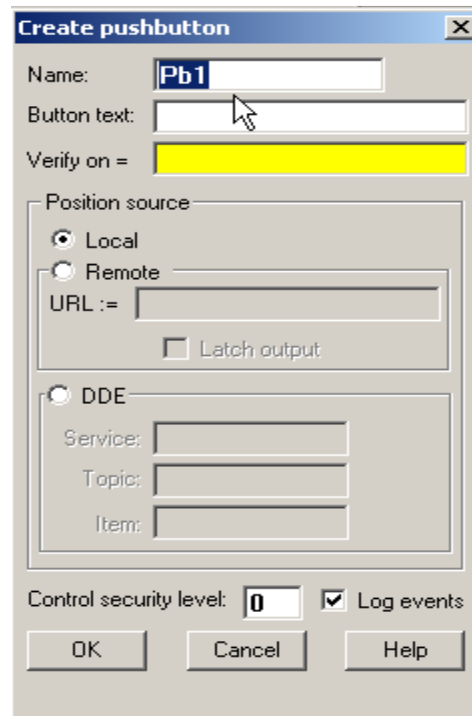 Create pushbutton
Name: Pb1
Button text:
Verify on =
Position source
Local
Remote
URL :=
Latch output
DDE
Service:
Topic:
Item:
Control security level: 0 Log events
OK Cancel Help